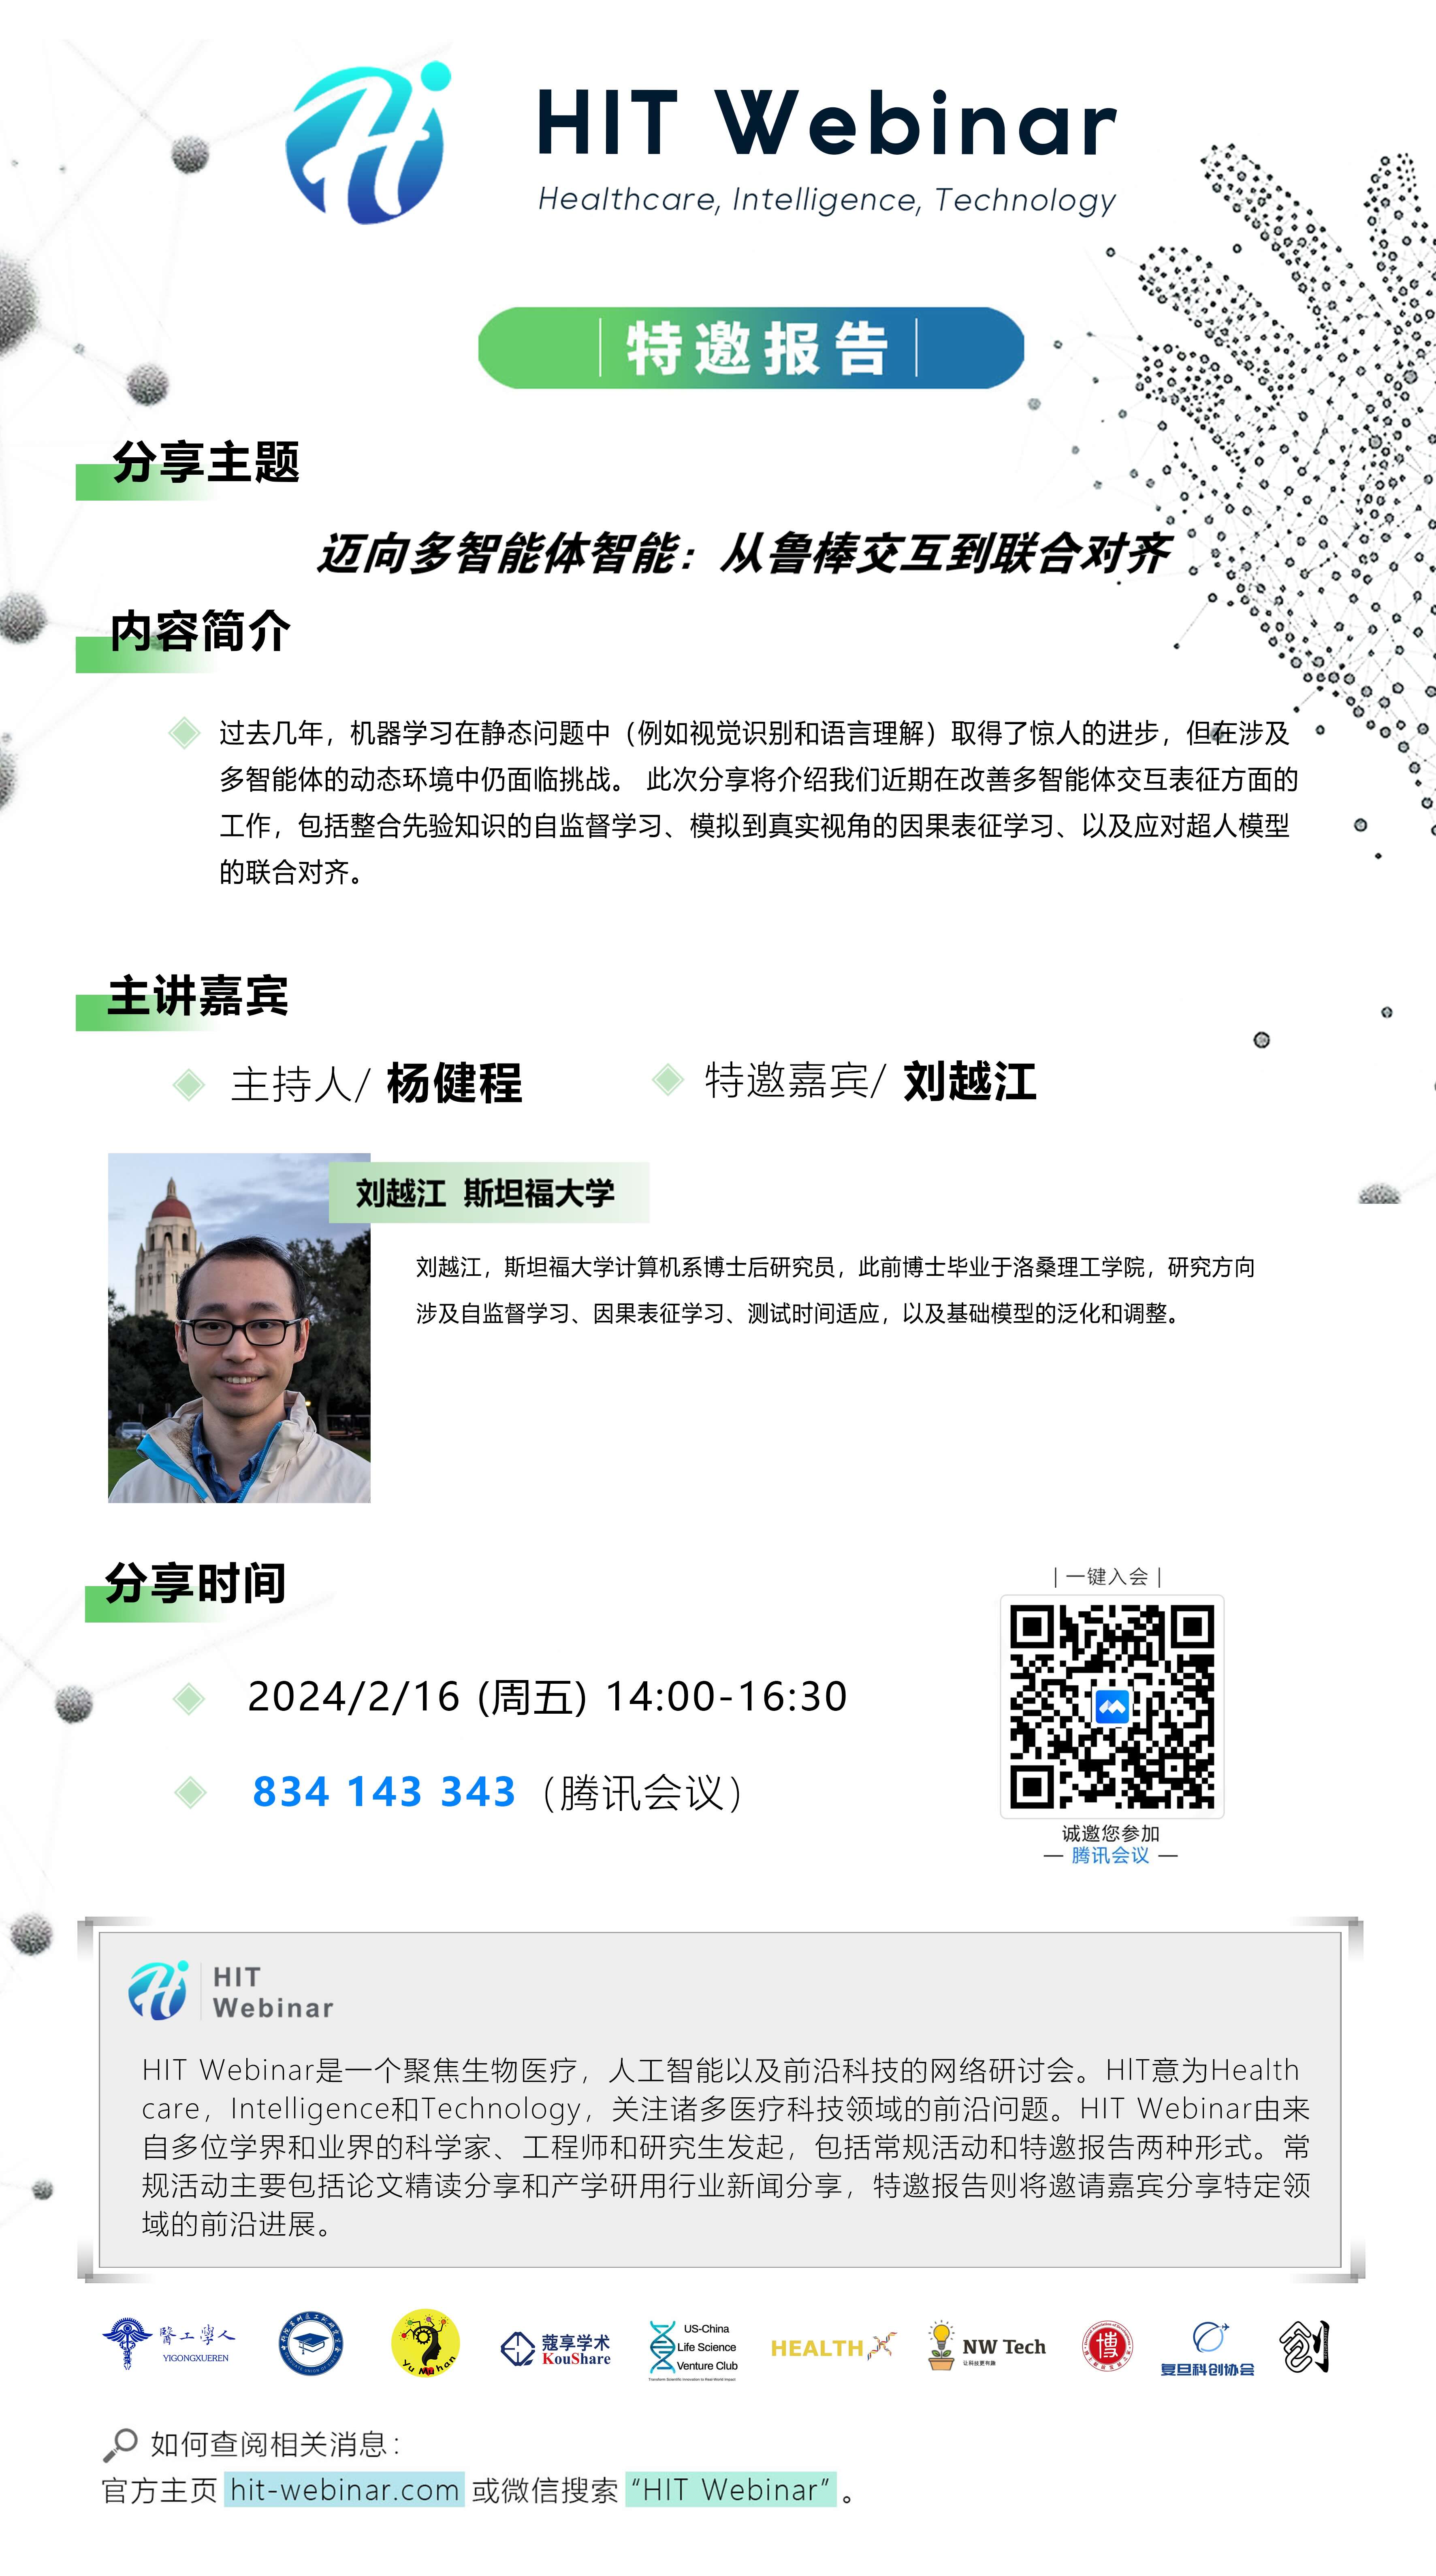 HIT Webinar
Healthcare, Intelligence, Technology
特邀报告
分享主题
迈向多智能体智能：从鲁棒交互到联合对齐
内容简介
过去几年，机器学习在静态问题中（例如视觉识别和语言理解）取得了惊人的进步，但在涉及
多智能体的动态环境中仍面临挑战。 此次分享将介绍我们近期在改善多智能体交互表征方面的
工作，包括整合先验知识的自监督学习、模拟到真实视角的因果表征学习、以及应对超人模型
的联合对齐。
主讲嘉宾
主持人/ 杨健程
特邀嘉宾/ 刘越江
刘越江 斯坦福大学
刘越江，斯坦福大学计算机系博士后研究员，此前博士毕业于洛桑理工学院，研究方向
涉及自监督学习、因果表征学习、测试时间适应，以及基础模型的泛化和调整。
分享时间
2024/2/16 (周五) 14:00-16:30
834 143 343（腾讯会议）
| 一键入会 |
诚邀您参加
— 腾讯会议 —
HIT
Webinar
HIT Webinar是一个聚焦生物医疗，人工智能以及前沿科技的网络研讨会。HIT意为Health
care，Intelligence和Technology，关注诸多医疗科技领域的前沿问题。HIT Webinar由来
自多位学界和业界的科学家、工程师和研究生发起，包括常规活动和特邀报告两种形式。常
规活动主要包括论文精读分享和产学研用行业新闻分享，特邀报告则将邀请嘉宾分享特定领
域的前沿进展。
醫工學人
YIGONGXUEREN
Yu Mo han
蔻享学术
KouShare
US-China
Life Science
Venture Club
Transform Scientific Innovation to Real-World Impact
HEALTH X
NW Tech
让科技更有趣
博
复旦科创协会
创
如何查阅相关消息：
官方主页 hit-webinar.com 或微信搜索 “HIT Webinar” 。